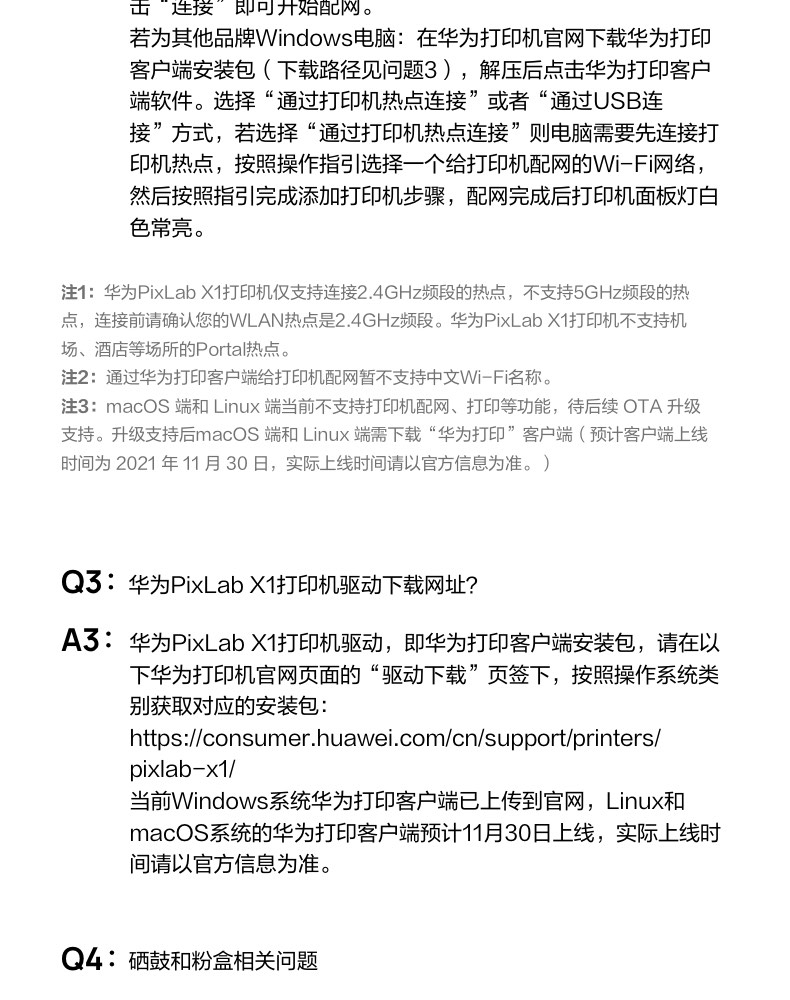 击“连接”即可开始配网。
若为其他品牌Windows电脑：在华为打印机官网下载华为打印
客户端安装包（下载路径见问题3），解压后点击华为打印客户
端软件。选择“通过打印机热点连接”或者“通过USB连
接”方式，若选择“通过打印机热点连接”则电脑需要先连接打
印机热点，按照操作指引选择一个给打印机配网的Wi-Fi网络，
然后按照指引完成添加打印机步骤，配网完成后打印机面板灯白
色常亮。
注1：华为PixLab X1打印机仅支持连接2.4GHz频段的热点，不支持5GHz频段的热
点，连接前请确认您的WLAN热点是2.4GHz频段。华为PixLab X1打印机不支持机
场、酒店等场所的Portal热点。
注2：通过华为打印客户端给打印机配网暂不支持中文Wi-Fi名称。
注3：macOS 端和 Linux 端当前不支持打印机配网、打印等功能，待后续 OTA 升级
支持。升级支持后macOS 端和 Linux 端需下载“华为打印”客户端（预计客户端上线
时间为 2021 年 11 月 30 日，实际上线时间请以官方信息为准。）
Q3：华为PixLab X1打印机驱动下载网址？
A3：华为PixLab X1打印机驱动，即华为打印客户端安装包，请在以
下华为打印机官网页面的“驱动下载”页签下，按照操作系统类
别获取对应的安装包：
https://consumer.huawei.com/cn/support/printers/
pixlab-x1/
当前Windows系统华为打印客户端已上传到官网，Linux和
macOS系统的华为打印客户端预计11月30日上线，实际上线时
间请以官方信息为准。
Q4：硒鼓和粉盒相关问题